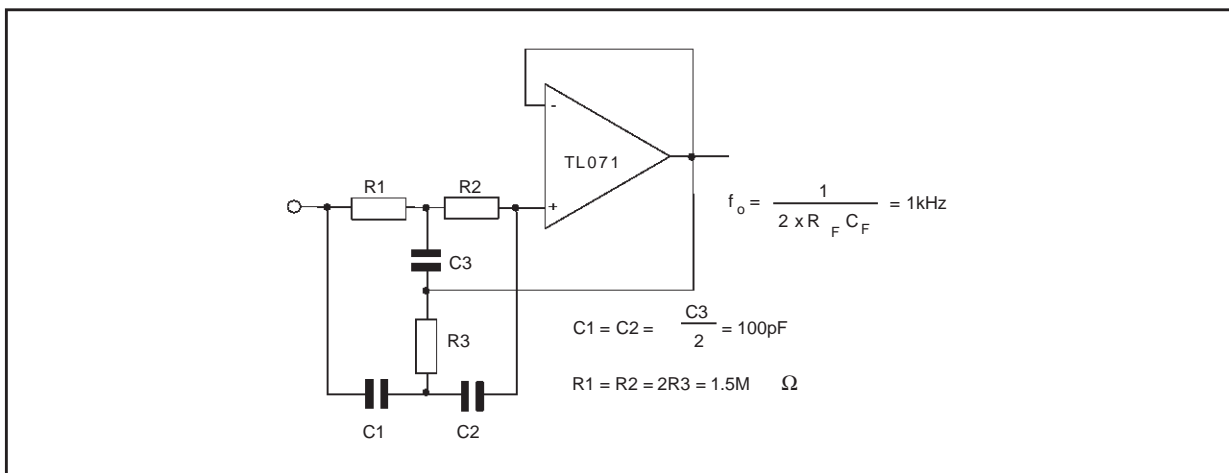 -
TL071
R1
R2
+
C3
R3
C1
C2
f o = 1 / 2 x R F C F = 1kHz
C1 = C2 = C3 / 2 = 100pF
R1 = R2 = 2R3 = 1.5M Ω